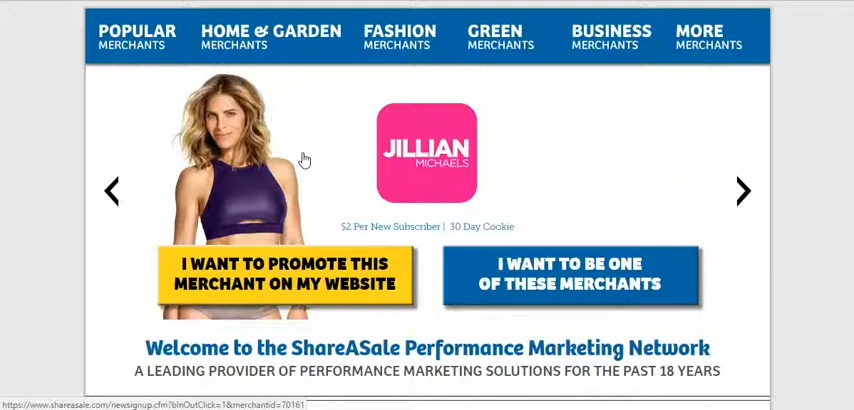 POPULAR HOME & GARDEN FASHION GREEN BUSINESS MORE
MERCHANTS MERCHANTS MERCHANTS MERCHANTS MERCHANTS MERCHANTS
JILLIAN
MICHAELS
$2 Per New Subscriber | 30 Day Cookie
I WANT TO PROMOTE THIS
MERCHANT ON MY WEBSITE
I WANT TO BE ONE
OF THESE MERCHANTS
Welcome to the ShareASale Performance Marketing Network
A LEADING PROVIDER OF PERFORMANCE MARKETING SOLUTIONS FOR THE PAST 18 YEARS
https://www.shareasale.com/newsignup.cfm?blnOutClick=1&merchantid=70161